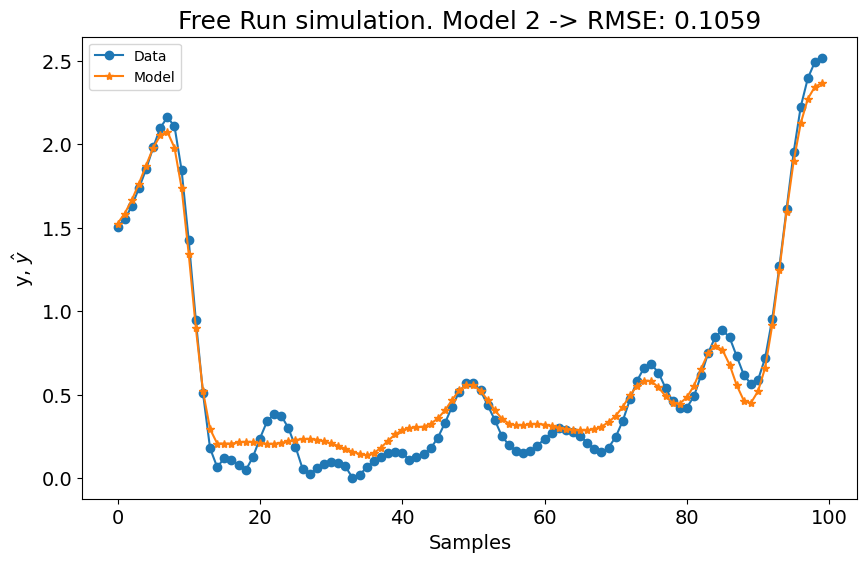 Free Run simulation. Model 2 -> RMSE: 0.1059
Data
Model
2.5
2.0
1.5
1.0
0.5
0.0
y, ŷ
0 20 40 60 80 100
Samples